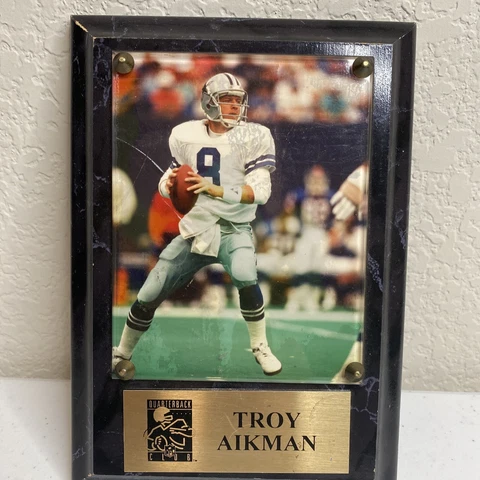 8
QUARTERBACK
CLUB
TROY
AIKMAN